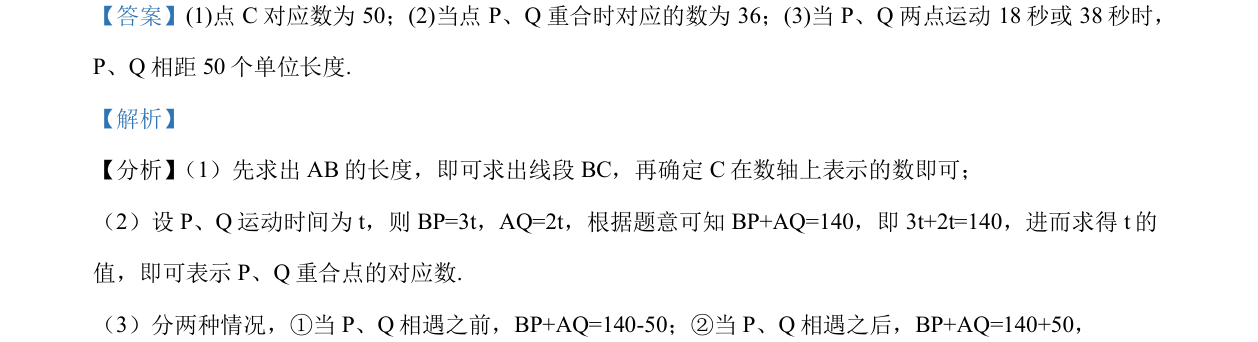 【答案】(1)点 C 对应数为 50；(2)当点 P、Q 重合时对应的数为 36；(3)当 P、Q 两点运动 18 秒或 38 秒时，
P、Q 相距 50 个单位长度.
【解析】
【分析】（1）先求出 AB 的长度，即可求出线段 BC，再确定 C 在数轴上表示的数即可；
（2）设 P、Q 运动时间为 t，则 BP=3t，AQ=2t，根据题意可知 BP+AQ=140，即 3t+2t=140，进而求得 t 的
值，即可表示 P、Q 重合点的对应数.
（3）分两种情况，①当 P、Q 相遇之前，BP+AQ=140-50；②当 P、Q 相遇之后，BP+AQ=140+50，